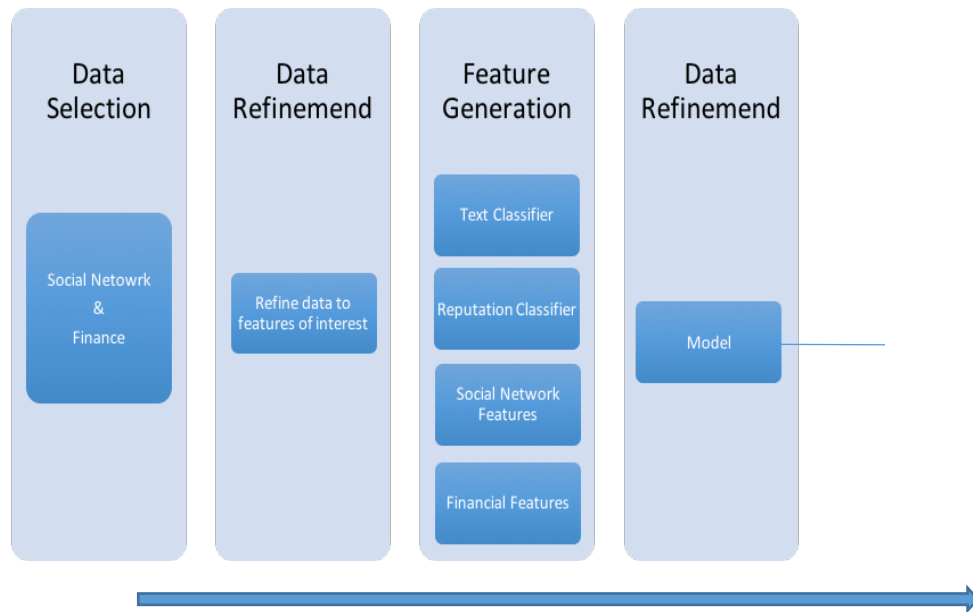 Data
Selection
Social Netowrk
&
Finance
Data
Refinemend
Refine data to
features of interest
Feature
Generation
Text Classifier
Reputation Classifier
Social Network
Features
Financial Features
Data
Refinemend
Model